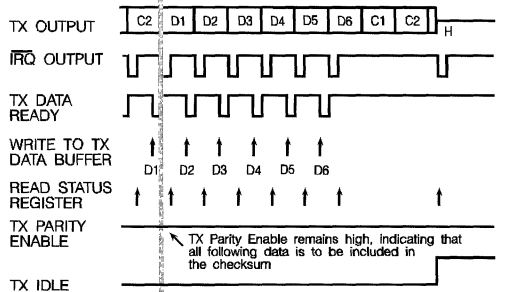 TX OUTPUT C2 D1 D2 D3 D4 D5 D6 C1 C2 H
IRQ OUTPUT
TX DATA
READY
WRITE TO TX
DATA BUFFER
D1 D2 D3 D4 D5 D6
READ STATUS
REGISTER
TX PARITY
ENABLE
TX Parity Enable remains high, indicating that
all following data is to be included in
the checksum
TX IDLE